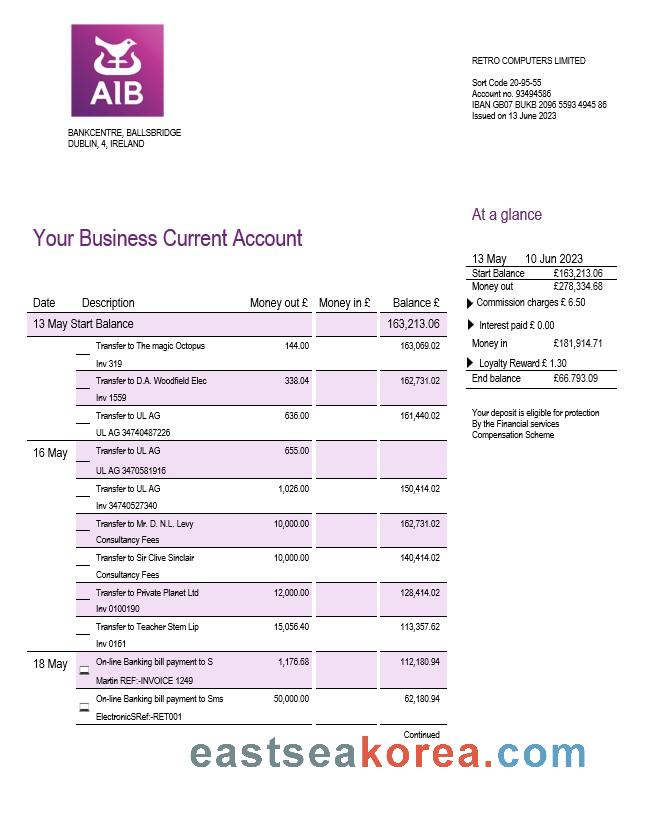 AIB
BANKCENTRE, BALLSBRIDGE
DUBLIN, 4, IRELAND
RETRO COMPUTERS LIMITED
Sort Code 20-95-55
Account no. 93494586
IBAN GB07 BUKB 2096 5593 4945 86
Issued on 13 June 2023
At a glance
13 May 10 Jun 2023
Start Balance £163,213.06
Money out £278,334.68
Commission charges £ 6.50
Interest paid £ 0.00
Money in £181,914.71
Loyalty Reward £ 1.30
End balance £66.793.09
Your deposit is eligible for protection
By the Financial services
Compensation Scheme
Your Business Current Account
Date Description Money out £ Money in £ Balance £
13 May Start Balance 163,213.06
Transfer to The magic Octopus 144.00 163,069.02
Inv 319
Transfer to D.A. Woodfield Elec 338.04 162,731.02
Inv 1559
Transfer to UL AG 636.00 161,440.02
UL AG 34740487226
16 May Transfer to UL AG 655.00
UL AG 3470581916
Transfer to UL AG 1,026.00 150,414.02
Inv 34740527340
Transfer to Mr. D. N.L. Levy 10,000.00 162,731.02
Consultancy Fees
Transfer to Sir Clive Sinclair 10,000.00 140,414.02
Consultancy Fees
Transfer to Private Planet Ltd 12,000.00 128,414.02
Inv 0100190
Transfer to Teacher Stem Lip 15,056.40 113,357.62
Inv 0161
18 May On-line Banking bill payment to S 1,176.68 112,180.94
Martin REF:-INVOICE 1249
On-line Banking bill payment to Sms 50,000.00 62,180.94
ElectronicSRef:-RET001
Continued
eastseakorea.com